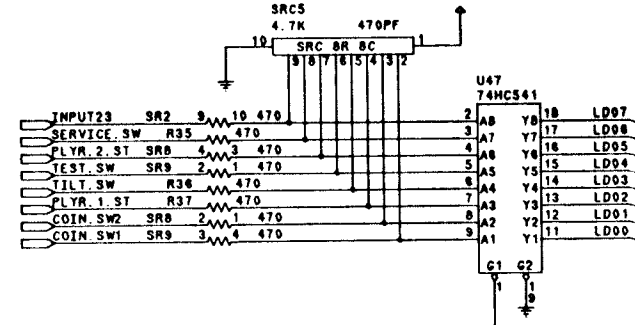 SRC5
4.7K 470PF
10 SRC 8R 8C 1
9 8 7 6 5 4 3 2
U47
74HC541
INPUT23 SR2 9 10 470 2 A8 Y8 18 LD07
SERVICE.SW R35 470 3 A7 Y7 17 LD06
PLYR.2.ST SR8 4 3 470 4 A6 Y6 16 LD05
TEST.SW SR9 2 1 470 5 A5 Y5 15 LD04
TILT.SW R36 470 6 A4 Y4 14 LD03
PLYR.1.ST R37 470 7 A3 Y3 13 LD02
COIN.SW2 SR8 2 1 470 8 A2 Y2 12 LD01
COIN.SW1 SR9 3 4 470 9 A1 Y1 11 LD00
G1 G2
1 1
9